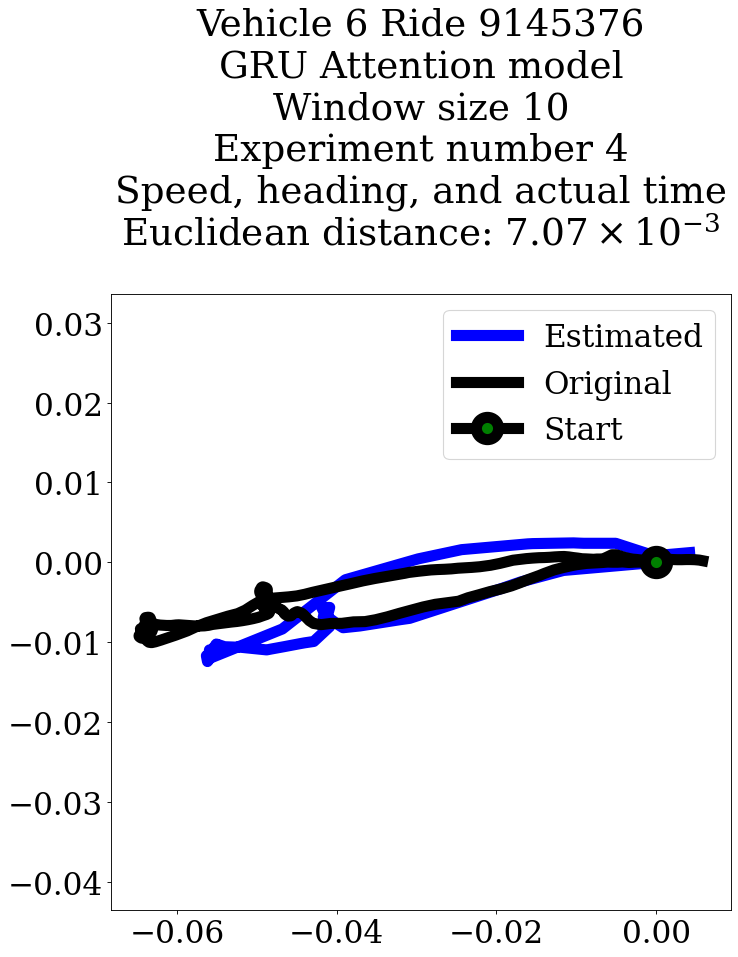 Vehicle 6 Ride 9145376
GRU Attention model
Window size 10
Experiment number 4
Speed, heading, and actual time
Euclidean distance: 7.07 × 10⁻³
Estimated
Original
Start
0.03
0.02
0.01
0.00
−0.01
−0.02
−0.03
−0.04
−0.06 −0.04 −0.02 0.00